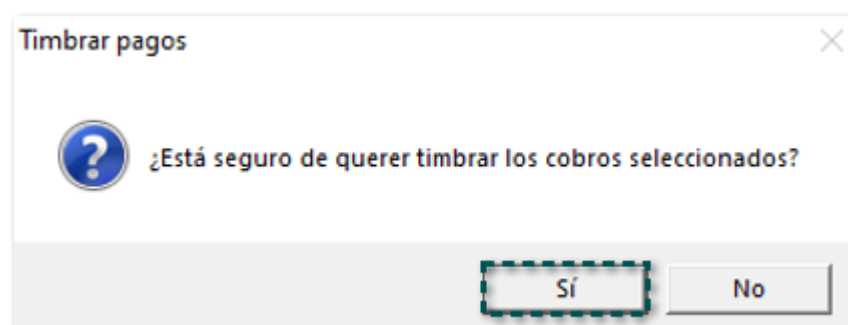 Timbrar pagos
¿Está seguro de querer timbrar los cobros seleccionados?
Sí
No